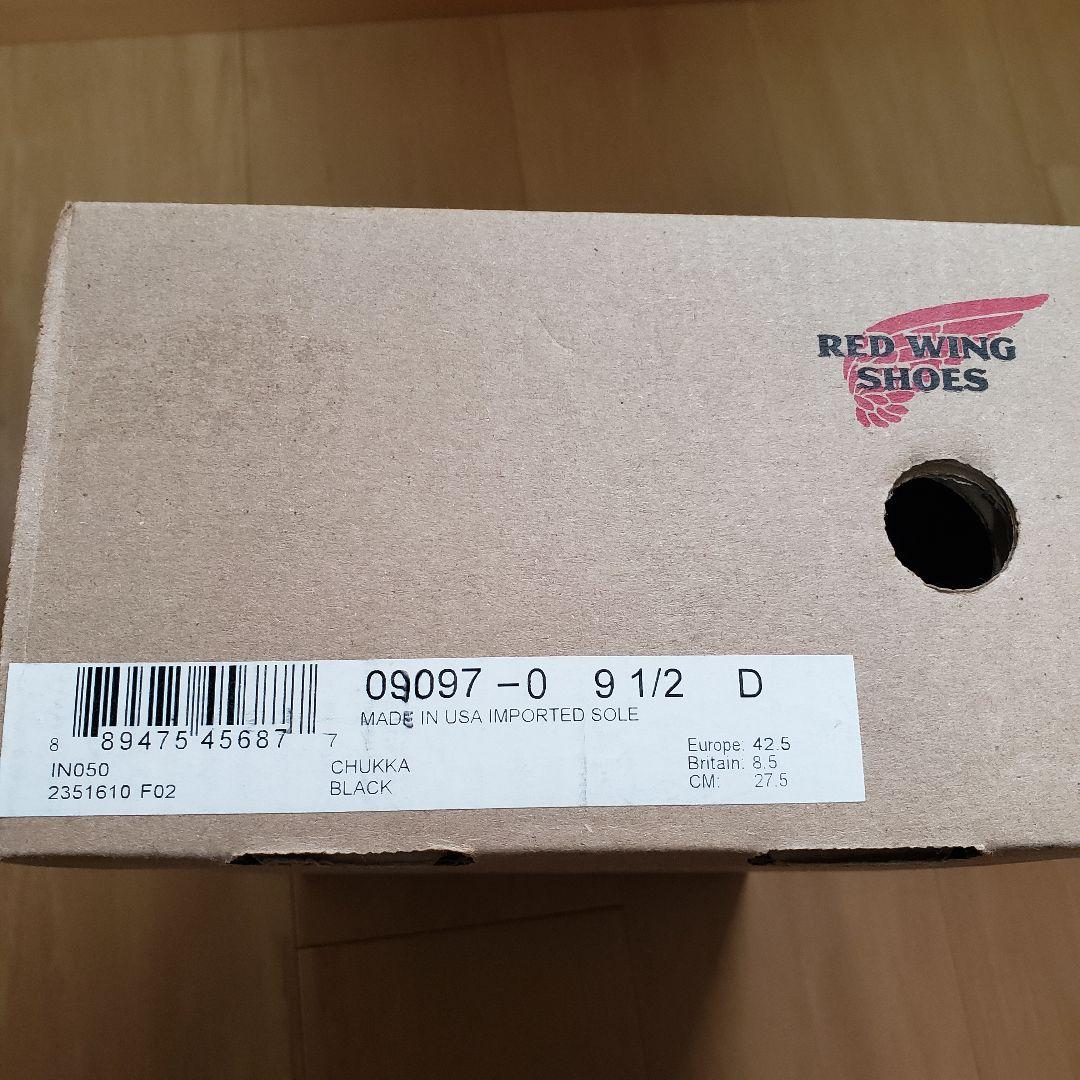 RED WING
SHOES
09097-0 9 1/2 D
MADE IN USA IMPORTED SOLE
8 89475 45687 7
IN050
2351610 F02
CHUKKA
BLACK
Europe: 42.5
Britain: 8.5
CM: 27.5